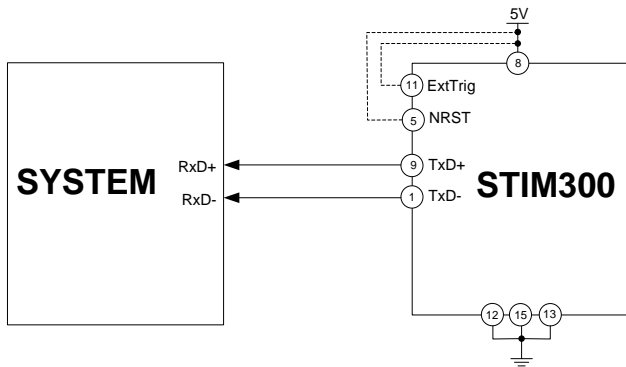 5V
8
11 ExtTrig
5 NRST
RxD+ 9 TxD+
SYSTEM STIM300
RxD- 1 TxD-
12 15 13